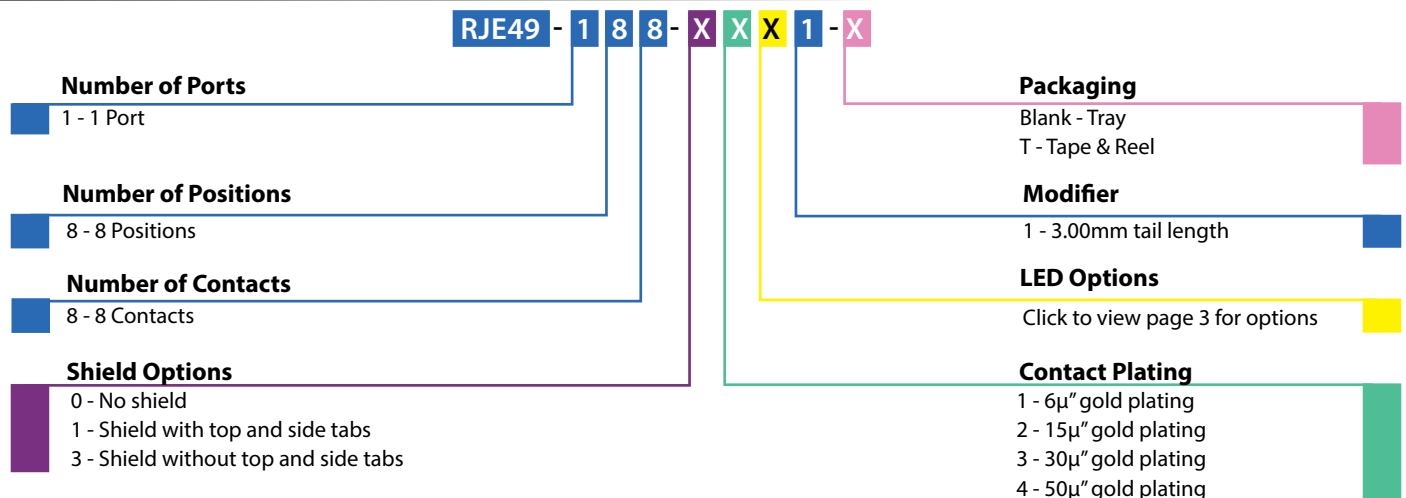 RJE49 - 1 8 8 - X X X 1 - X
Number of Ports
1 - 1 Port
Number of Positions
8 - 8 Positions
Number of Contacts
8 - 8 Contacts
Shield Options
0 - No shield
1 - Shield with top and side tabs
3 - Shield without top and side tabs
Packaging
Blank - Tray
T - Tape & Reel
Modifier
1 - 3.00mm tail length
LED Options
Click to view page 3 for options
Contact Plating
1 - 6µ” gold plating
2 - 15µ” gold plating
3 - 30µ” gold plating
4 - 50µ” gold plating